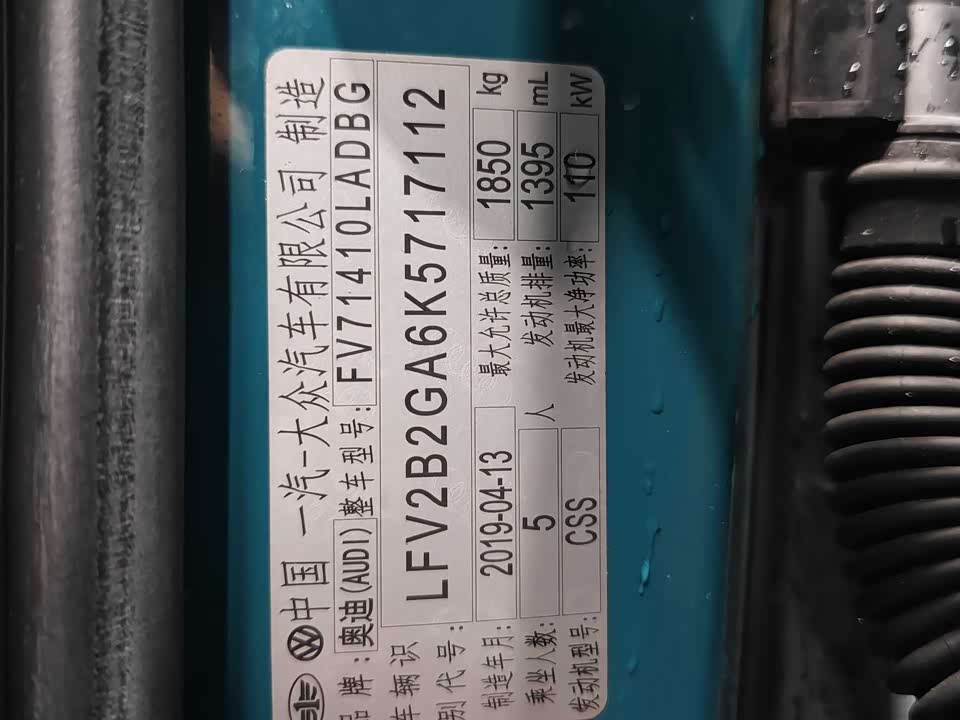 中国 一汽-大众汽车有限公司 制造
品牌: 奥迪(AUDI) 整车型号: FV71410LADBG
车辆识别代号: LFV2B2GA6K5717112
制造年月: 2019-04-13 最大允许总质量: 1850 kg
乘坐人数: 5 人 发动机排量: 1395 mL
发动机型号: CSS 发动机最大净功率: 110 kW